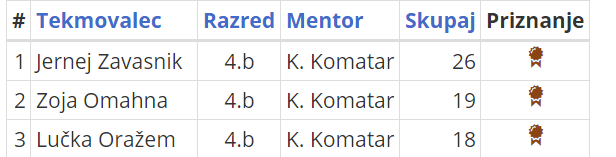 # Tekmovalec Razred Mentor Skupaj Priznanje
1 Jernej Zavasnik 4.b K. Komatar 26
2 Zoja Omahna 4.b K. Komatar 19
3 Lučka Oražem 4.b K. Komatar 18